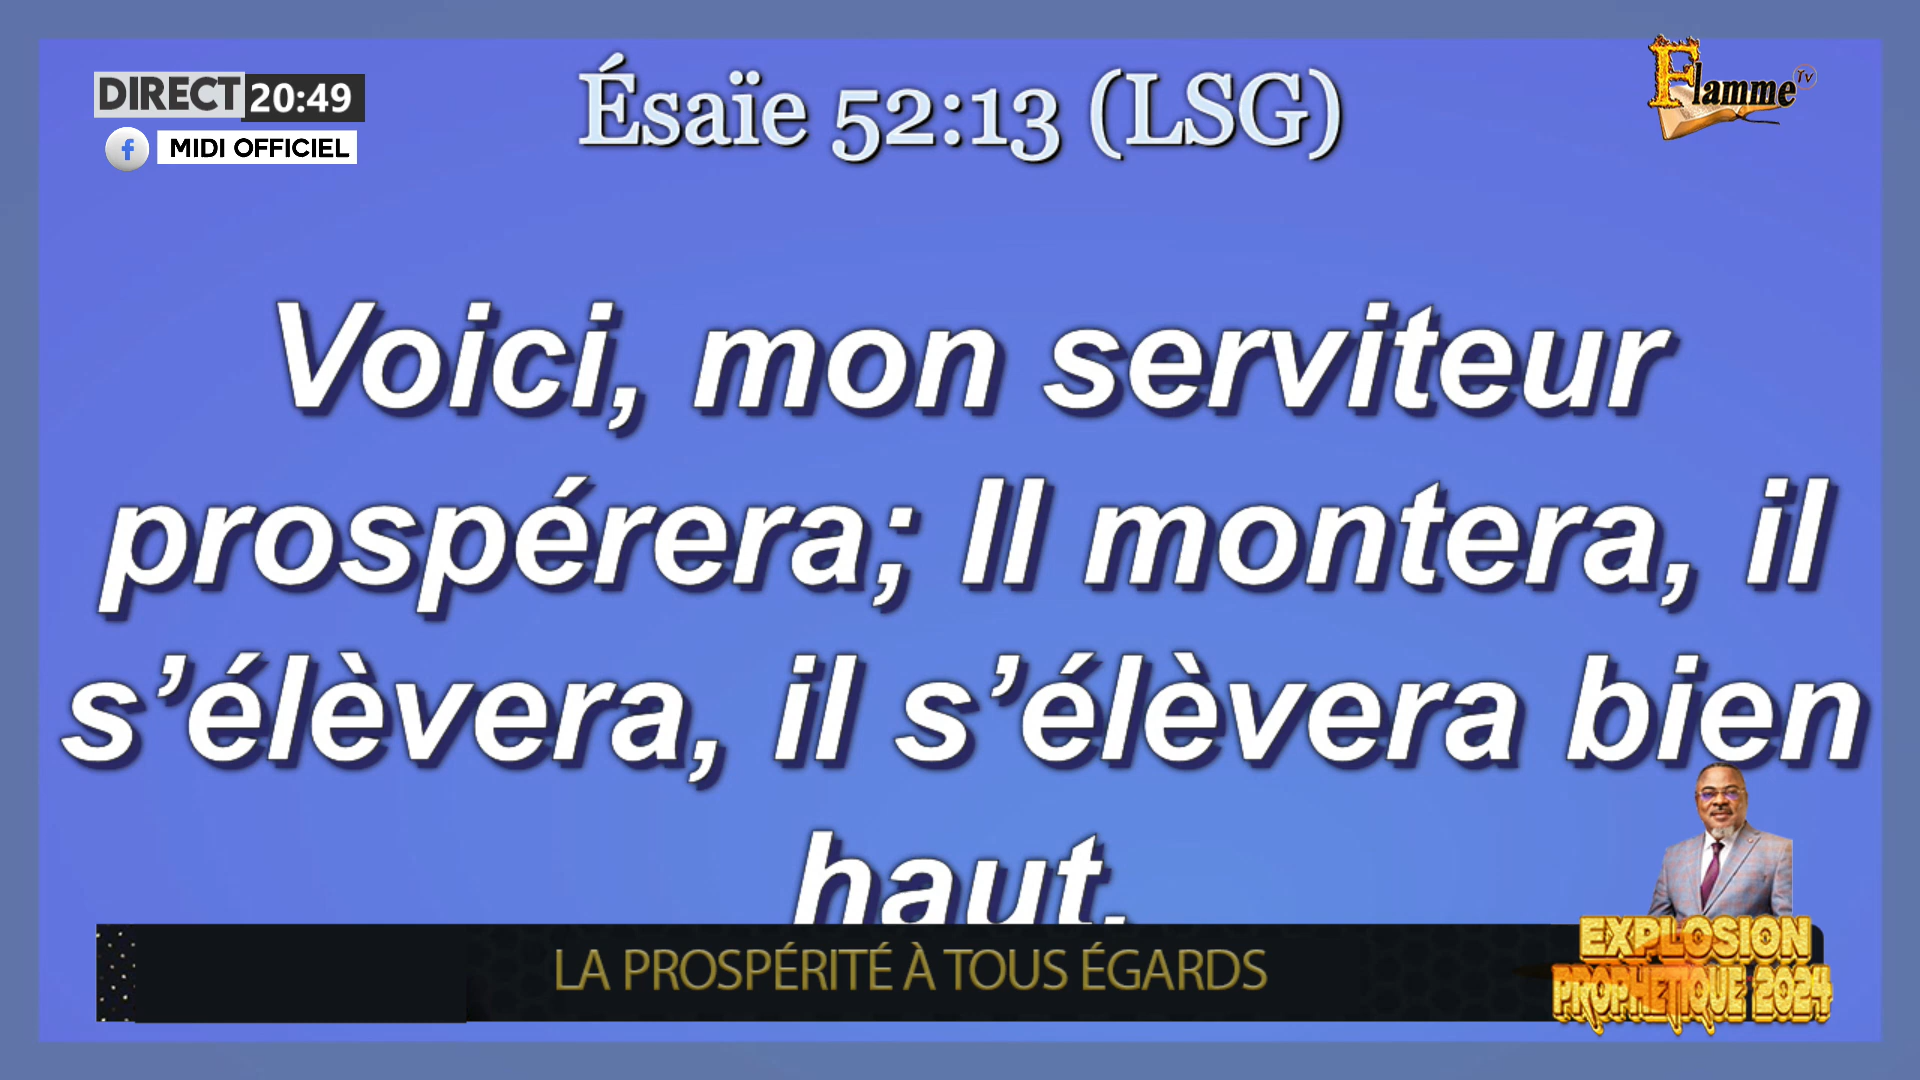 DIRECT 20:49
f MIDI OFFICIEL
Ésaïe 52:13 (LSG)
Flamme TV
Voici, mon serviteur
prospérera; Il montera, il
s’élèvera, il s’élèvera bien
haut.
LA PROSPÉRITÉ À TOUS ÉGARDS
EXPLOSION
PROPHETIQUE 2024